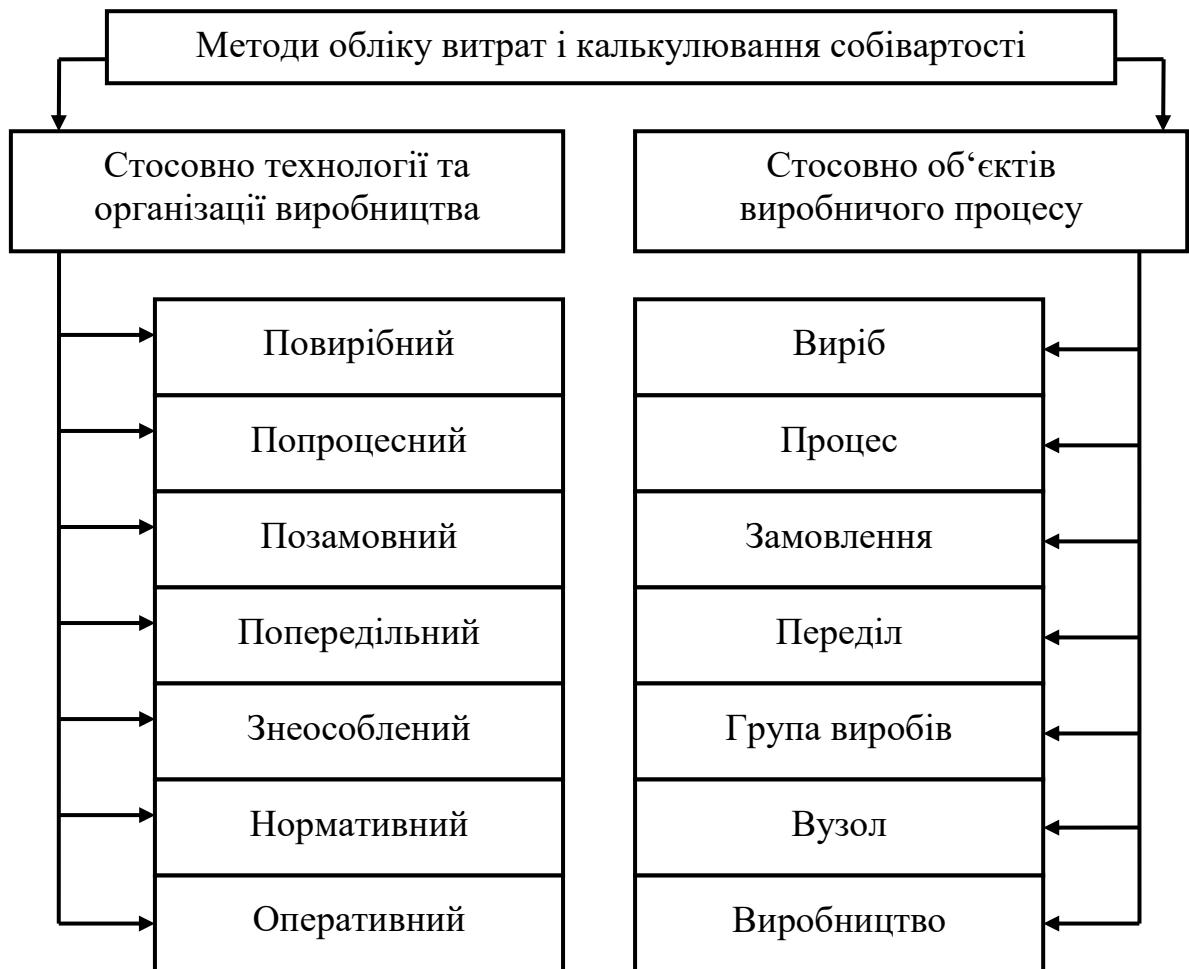 Методи обліку витрат і калькулювання собівартості
Стосовно технології та
організації виробництва
Стосовно об‘єктів
виробничого процесу
Повирібний
Виріб
Попроцесний
Процес
Позамовний
Замовлення
Попередільний
Переділ
Знеособлений
Група виробів
Нормативний
Вузол
Оперативний
Виробництво